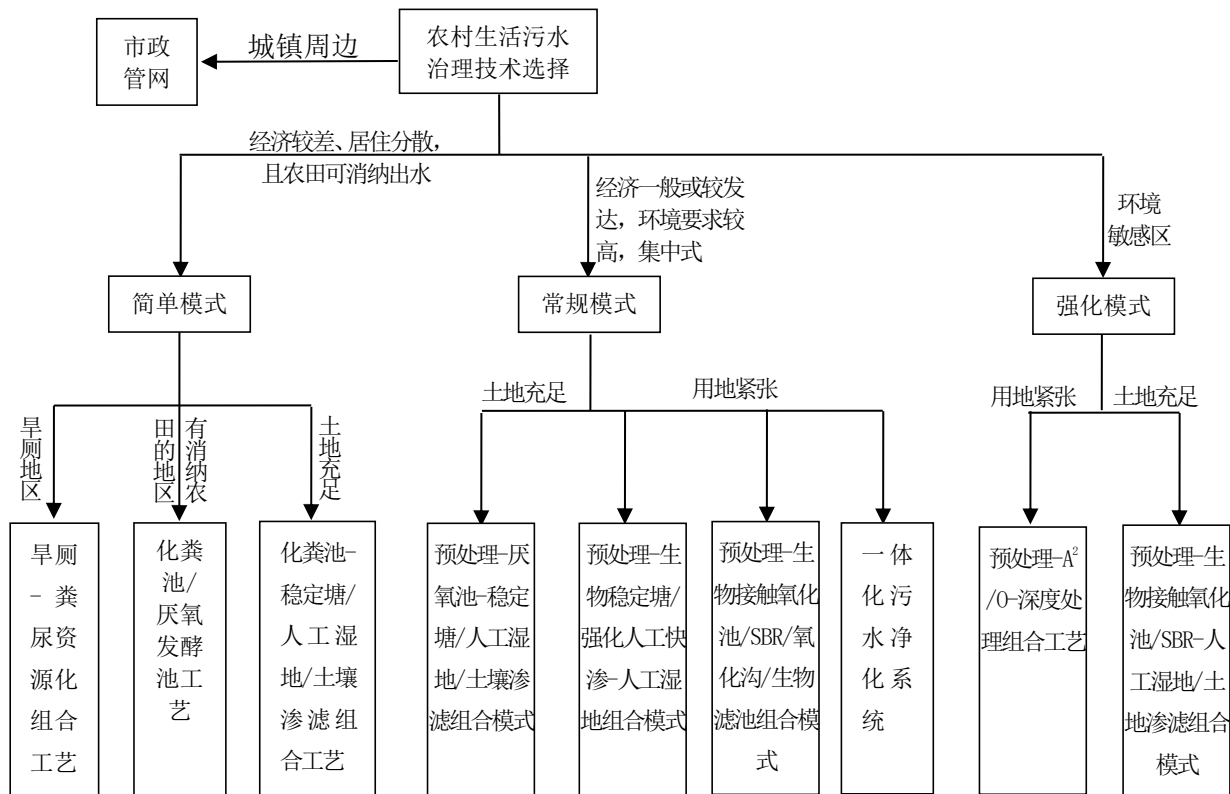 市政
管网
城镇周边
农村生活污水
治理技术选择
经济较差、居住分散，
且农田可消纳出水
经济一般或较发
达，环境要求较
高，集中式
环境
敏感区
简单模式
常规模式
强化模式
旱厕地区
有消纳农
田的地区
土地充足
土地充足
用地紧张
用地紧张
土地充足
旱厕
-粪
尿资
源化
组合
工艺
化粪
池/
厌氧
发酵
池工
艺
化粪池-
稳定塘/
人工湿
地/土壤
渗滤组
合工艺
预处理-厌
氧池-稳定
塘/人工湿
地/土壤渗
滤组合模式
预处理-生
物稳定塘/
强化人工快
渗-人工湿
地组合模式
预处理-生
物接触氧化
池/SBR/氧
化沟/生物
滤池组合模
式
一体
化污
水净
化系
统
预处理-A²
/O-深度处
理组合工艺
预处理-生
物接触氧化
池/SBR-人
工湿地/土
地渗滤组合
模式